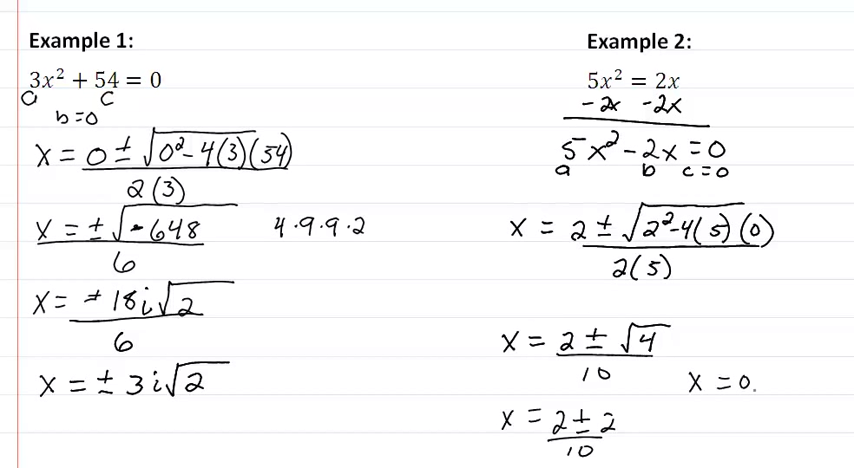 Example 1:
3x² + 54 = 0
a c
b = 0
x = 0 ± √(0² - 4(3)(54)) / 2(3)
x = ± √(-648) / 6 4·9·9·2
x = ± 18i√2 / 6
x = ± 3i√2
Example 2:
5x² = 2x
-2x -2x
5x² - 2x = 0
a b c = 0
x = 2 ± √(2² - 4(5)(0)) / 2(5)
x = 2 ± √4 / 10
x = 0.
x = 2 ± 2 / 10